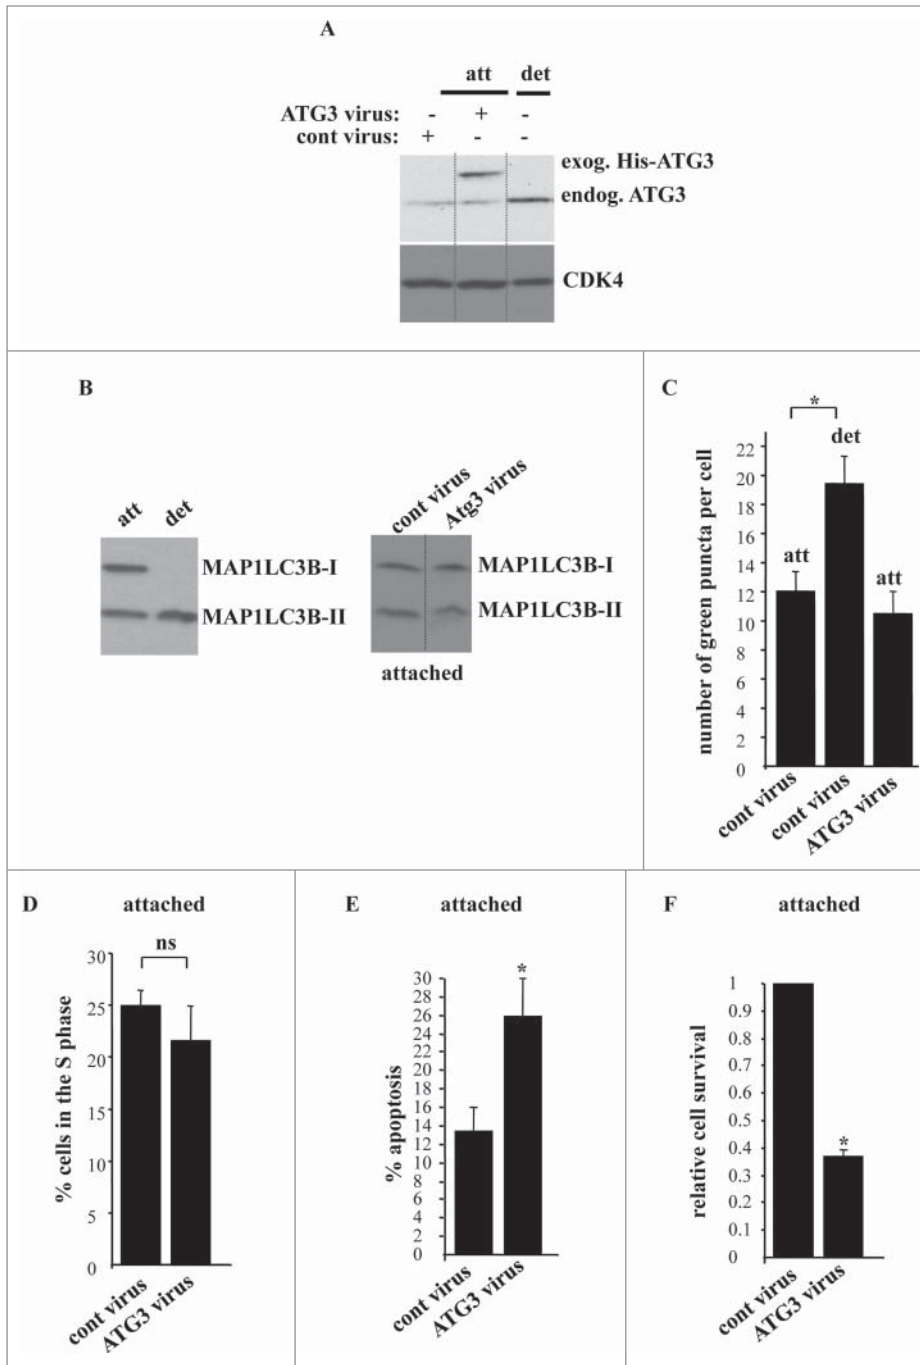 A
att det
ATG3 virus: - + -
cont virus: + - -
exog. His-ATG3
endog. ATG3
CDK4
B
att det
MAP1LC3B-I
MAP1LC3B-II
cont virus Atg3 virus
MAP1LC3B-I
MAP1LC3B-II
attached
C
*
det
att
att
number of green puncta per cell
22
20
18
16
14
12
10
8
6
4
2
0
cont virus cont virus ATG3 virus
D attached
ns
% cells in the S phase
30
25
20
15
10
5
0
cont virus ATG3 virus
E attached
*
% apoptosis
30
28
26
24
22
20
18
16
14
12
10
8
6
4
2
0
cont virus ATG3 virus
F attached
*
relative cell survival
1
0.9
0.8
0.7
0.6
0.5
0.4
0.3
0.2
0.1
0
cont virus ATG3 virus